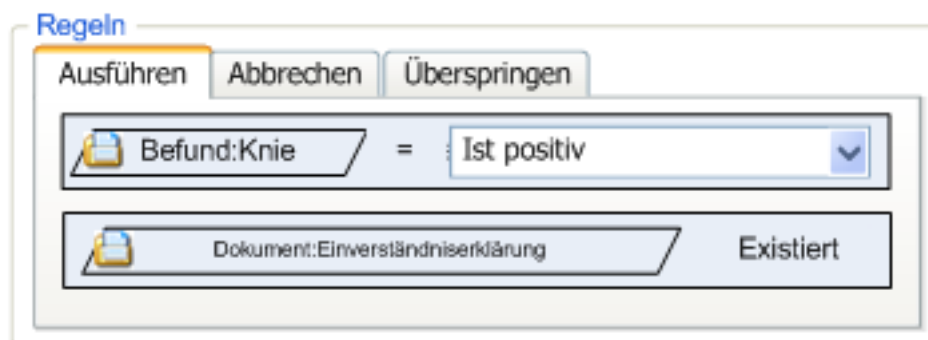 Regeln
Ausführen Abbrechen Überspringen
Befund:Knie = Ist positiv
Dokument:Einverständniserklärung Existiert